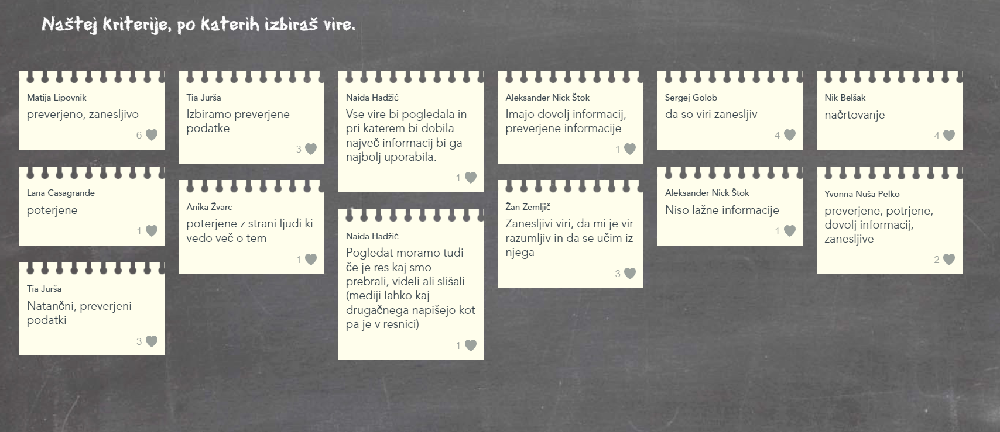 Naštej kriterije, po katerih izbiraš vire.
Matija Lipovnik
preverjeno, zanesljivo
6
Lana Casagrande
poterjene
1
Tia Jurša
Natančni, preverjeni
podatki
3
Tia Jurša
Izbiramo preverjene
podatke
3
Anika Žvarc
poterjene z strani ljudi ki
vedo več o tem
1
Naida Hadžić
Vse vire bi pogledala in
pri katerem bi dobila
največ informacij bi ga
najbolj uporabila.
1
Naida Hadžić
Pogledat moramo tudi
če je res kaj smo
prebrali, videli ali slišali
(mediji lahko kaj
drugačnega napišejo kot
pa je v resnici)
1
Aleksander Nick Štok
Imajo dovolj informacij,
preverjene informacije
1
Žan Zemljič
Zanesljivi viri, da mi je vir
razumljiv in da se učim iz
njega
3
Sergej Golob
da so viri zanesljiv
4
Aleksander Nick Štok
Niso lažne informacije
1
Nik Belšak
načrtovanje
4
Yvonna Nuša Pelko
preverjene, potrjene,
dovolj informacij,
zanesljive
2